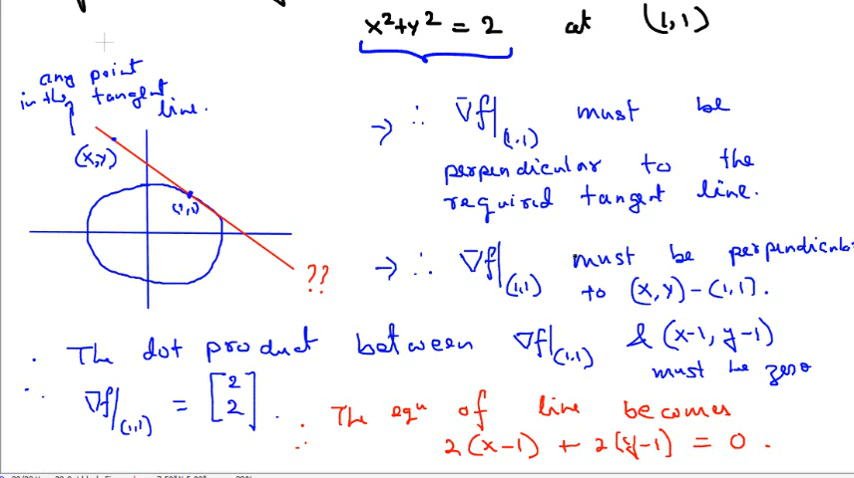 x²+y² = 2 at (1,1)
any point
in the tangent
line.
(x,y)
(1,1)
??
→ ∴ ∇f|(1,1) must be
perpendicular to the
required tangent line.
→ ∴ ∇f|(1,1) must be perpendicular
to (x,y)-(1,1).
The dot product between ∇f|(1,1) & (x-1, y-1)
must be zero
∴ ∇f|(1,1) = [2 2].
∴ The equ of line becomes
2(x-1) + 2(y-1) = 0.